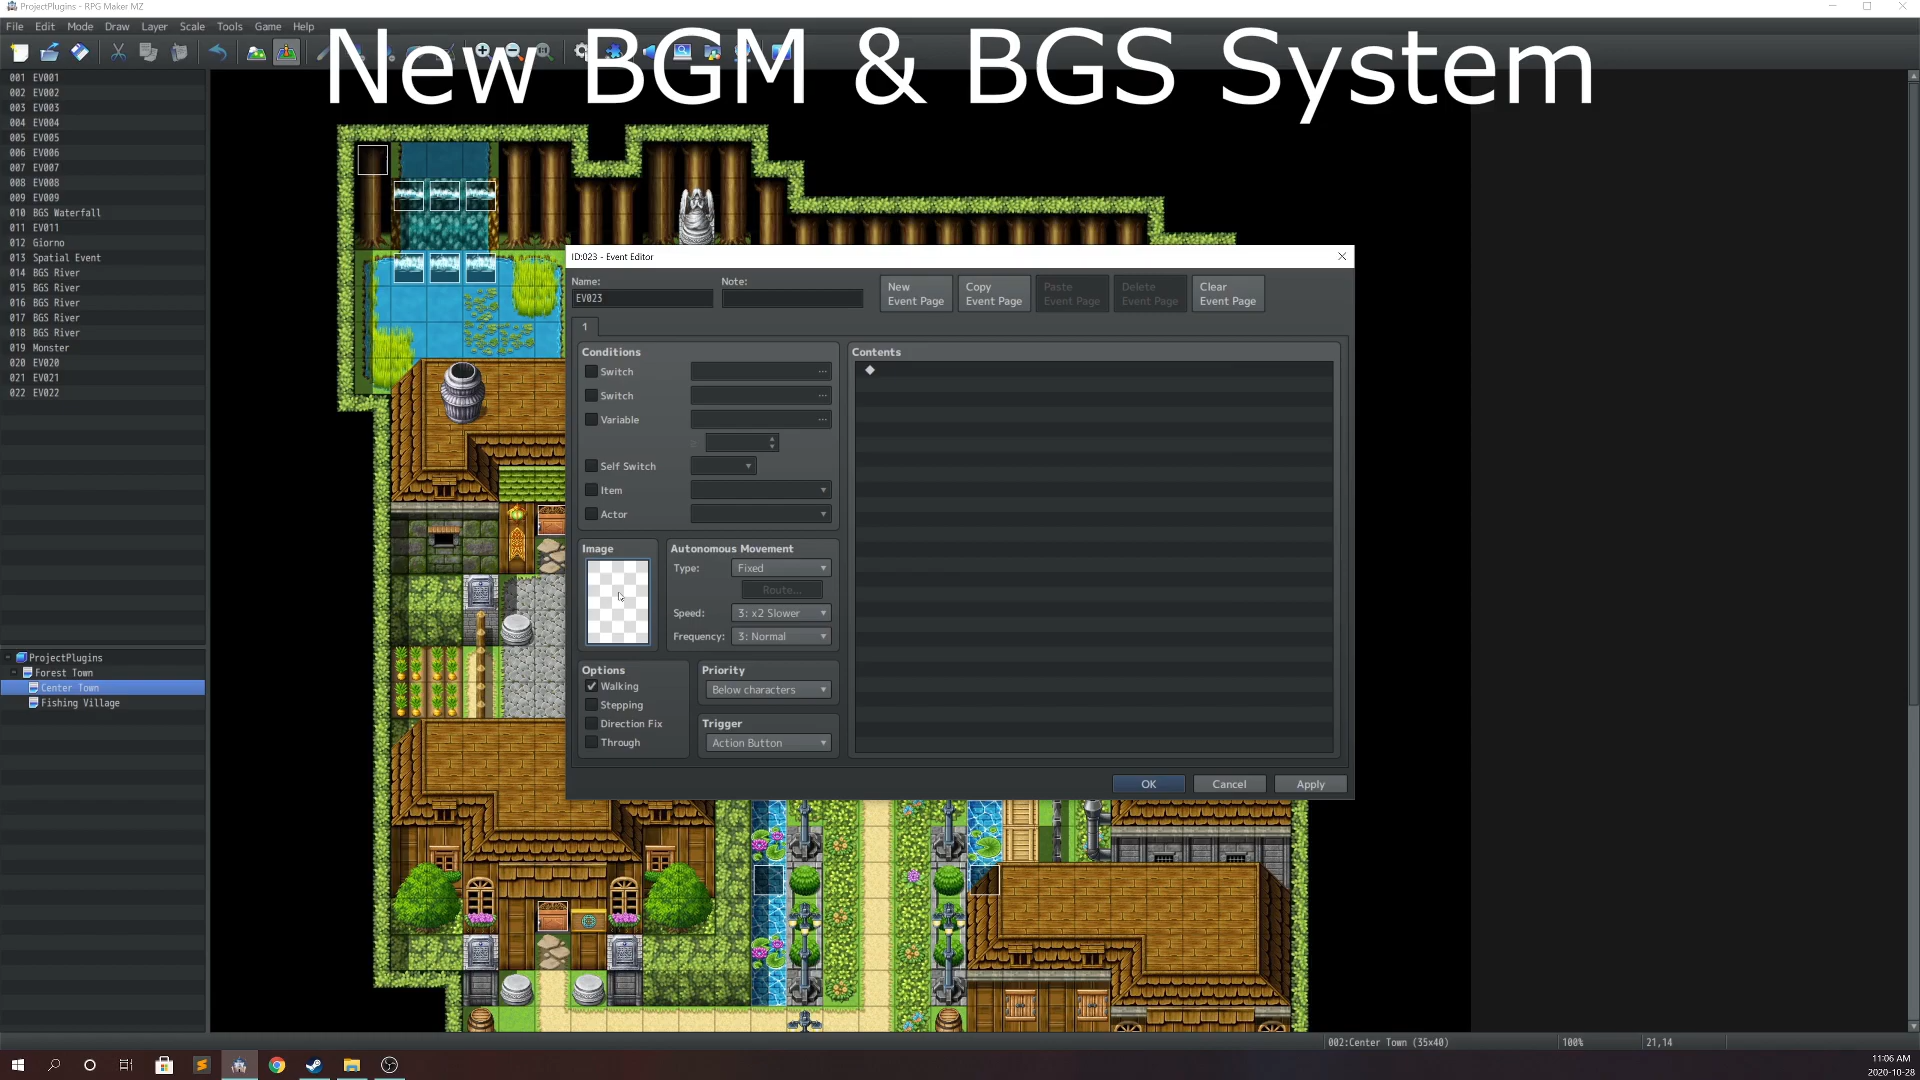 ProjectPlugins - RPG Maker MZ
File Edit Mode Draw Layer Scale Tools Game Help
New BGM & BGS System
001 EV001
002 EV002
003 EV003
004 EV004
005 EV005
006 EV006
007 EV007
008 EV008
009 EV009
010 BGS Waterfall
011 EV011
012 Giorno
013 Spatial Event
014 BGS River
015 BGS River
016 BGS River
017 BGS River
018 BGS River
019 Monster
020 EV020
021 EV021
022 EV022
ProjectPlugins
Forest Town
Center Town
Fishing Village
ID:023 - Event Editor
Name:
EV023
Note:
New
Event Page
Copy
Event Page
Paste
Event Page
Delete
Event Page
Clear
Event Page
1
Conditions
Switch ...
Switch ...
Variable ...
≥
Self Switch
Item
Actor
Image
Autonomous Movement
Type: Fixed
Route...
Speed: 3: x2 Slower
Frequency: 3: Normal
Options
Walking
Stepping
Direction Fix
Through
Priority
Below characters
Trigger
Action Button
Contents
OK Cancel Apply
002:Center Town (35x40) 100% 21,14
11:06 AM
2020-10-28